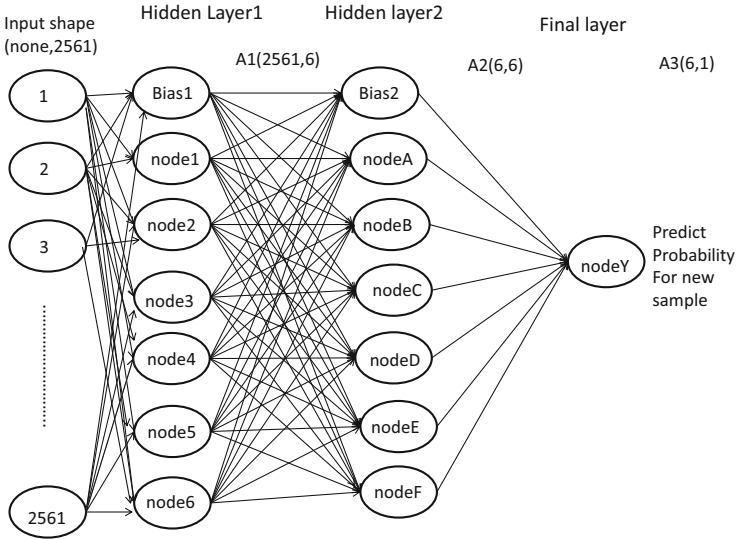 Input shape
(none,2561)
Hidden Layer1
Hidden layer2
Final layer
A1(2561,6)
A2(6,6)
A3(6,1)
1
2
3
2561
Bias1
node1
node2
node3
node4
node5
node6
Bias2
nodeA
nodeB
nodeC
nodeD
nodeE
nodeF
nodeY
Predict
Probability
For new
sample